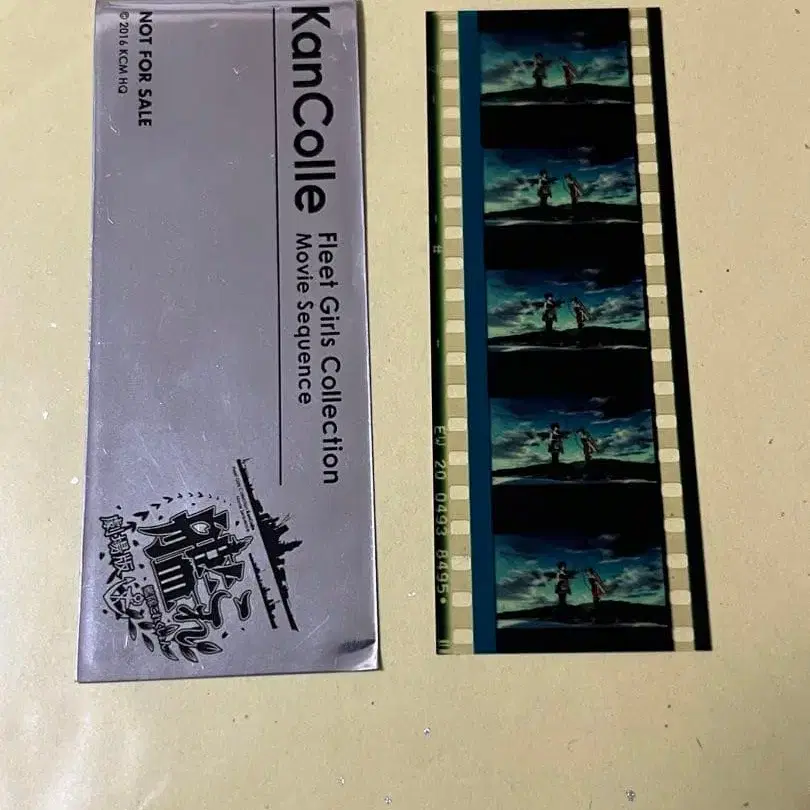 KanColle
Fleet Girls Collection
Movie Sequence
NOT FOR SALE
© 2016 KCM HQ
艦これ
劇場版
EW 20 0493 8495•